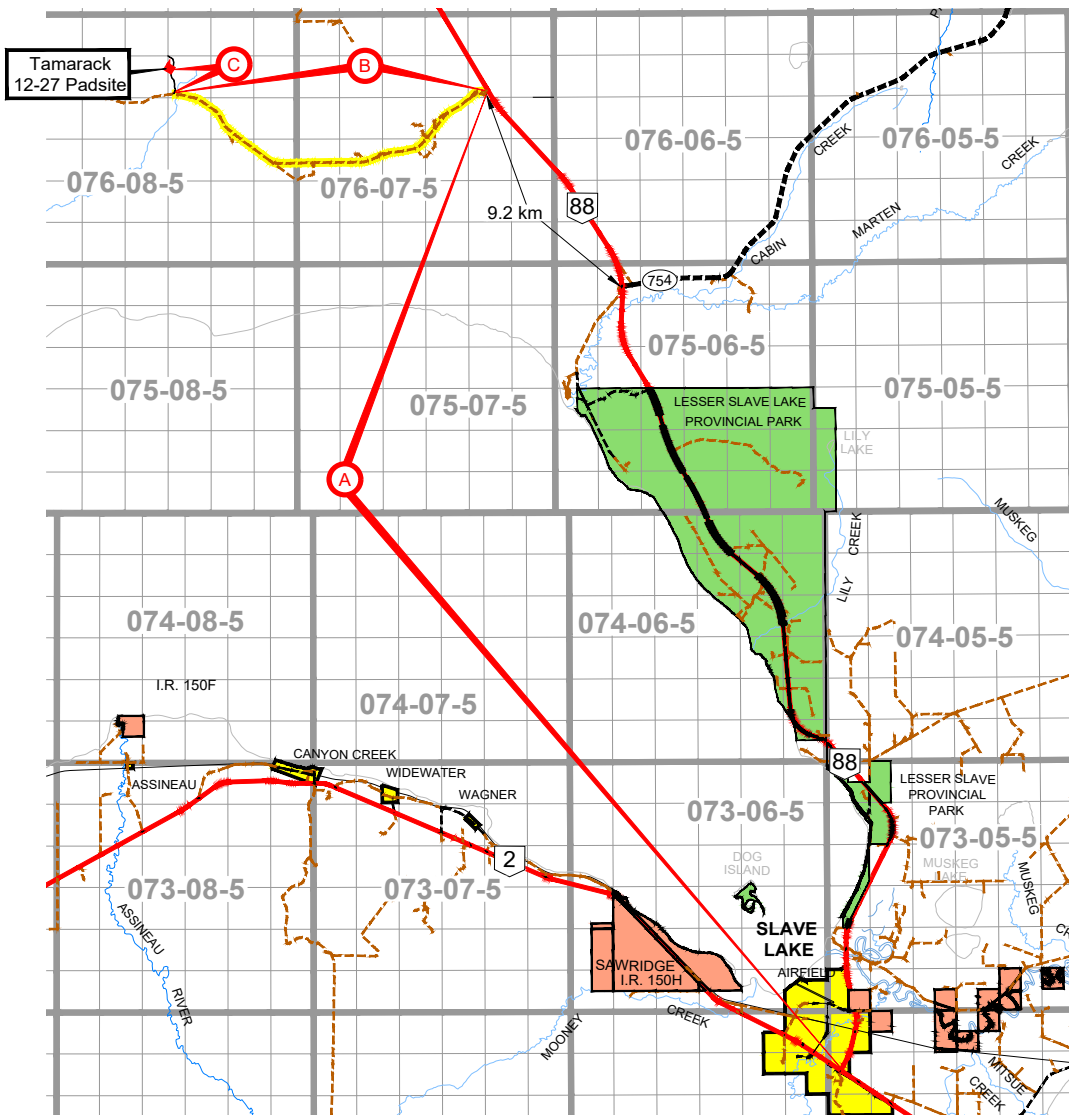 P
Tamarack
12-27 Padsite
C
B
076-06-5
076-05-5
CREEK
CREEK
076-08-5
076-07-5
88
9.2 km
MARTEN
CABIN
754
075-06-5
075-08-5
075-07-5
075-05-5
LESSER SLAVE LAKE
PROVINCIAL PARK
LILY
LAKE
A
MUSKEG
CREEK
LILY
074-08-5
074-06-5
074-05-5
I.R. 150F
074-07-5
CANYON CREEK
88
WIDEWATER
ASSINEAU
WAGNER
LESSER SLAVE
PROVINCIAL
PARK
073-06-5
073-05-5
2
DOG
ISLAND
MUSKEG
LAKE
073-08-5
073-07-5
MUSKEG
ASSINEAU
SLAVE
LAKE
CR
SAWRIDGE
I.R. 150H
AIRFIELD
RIVER
CREEK
MOONEY
MITSUE
CREEK